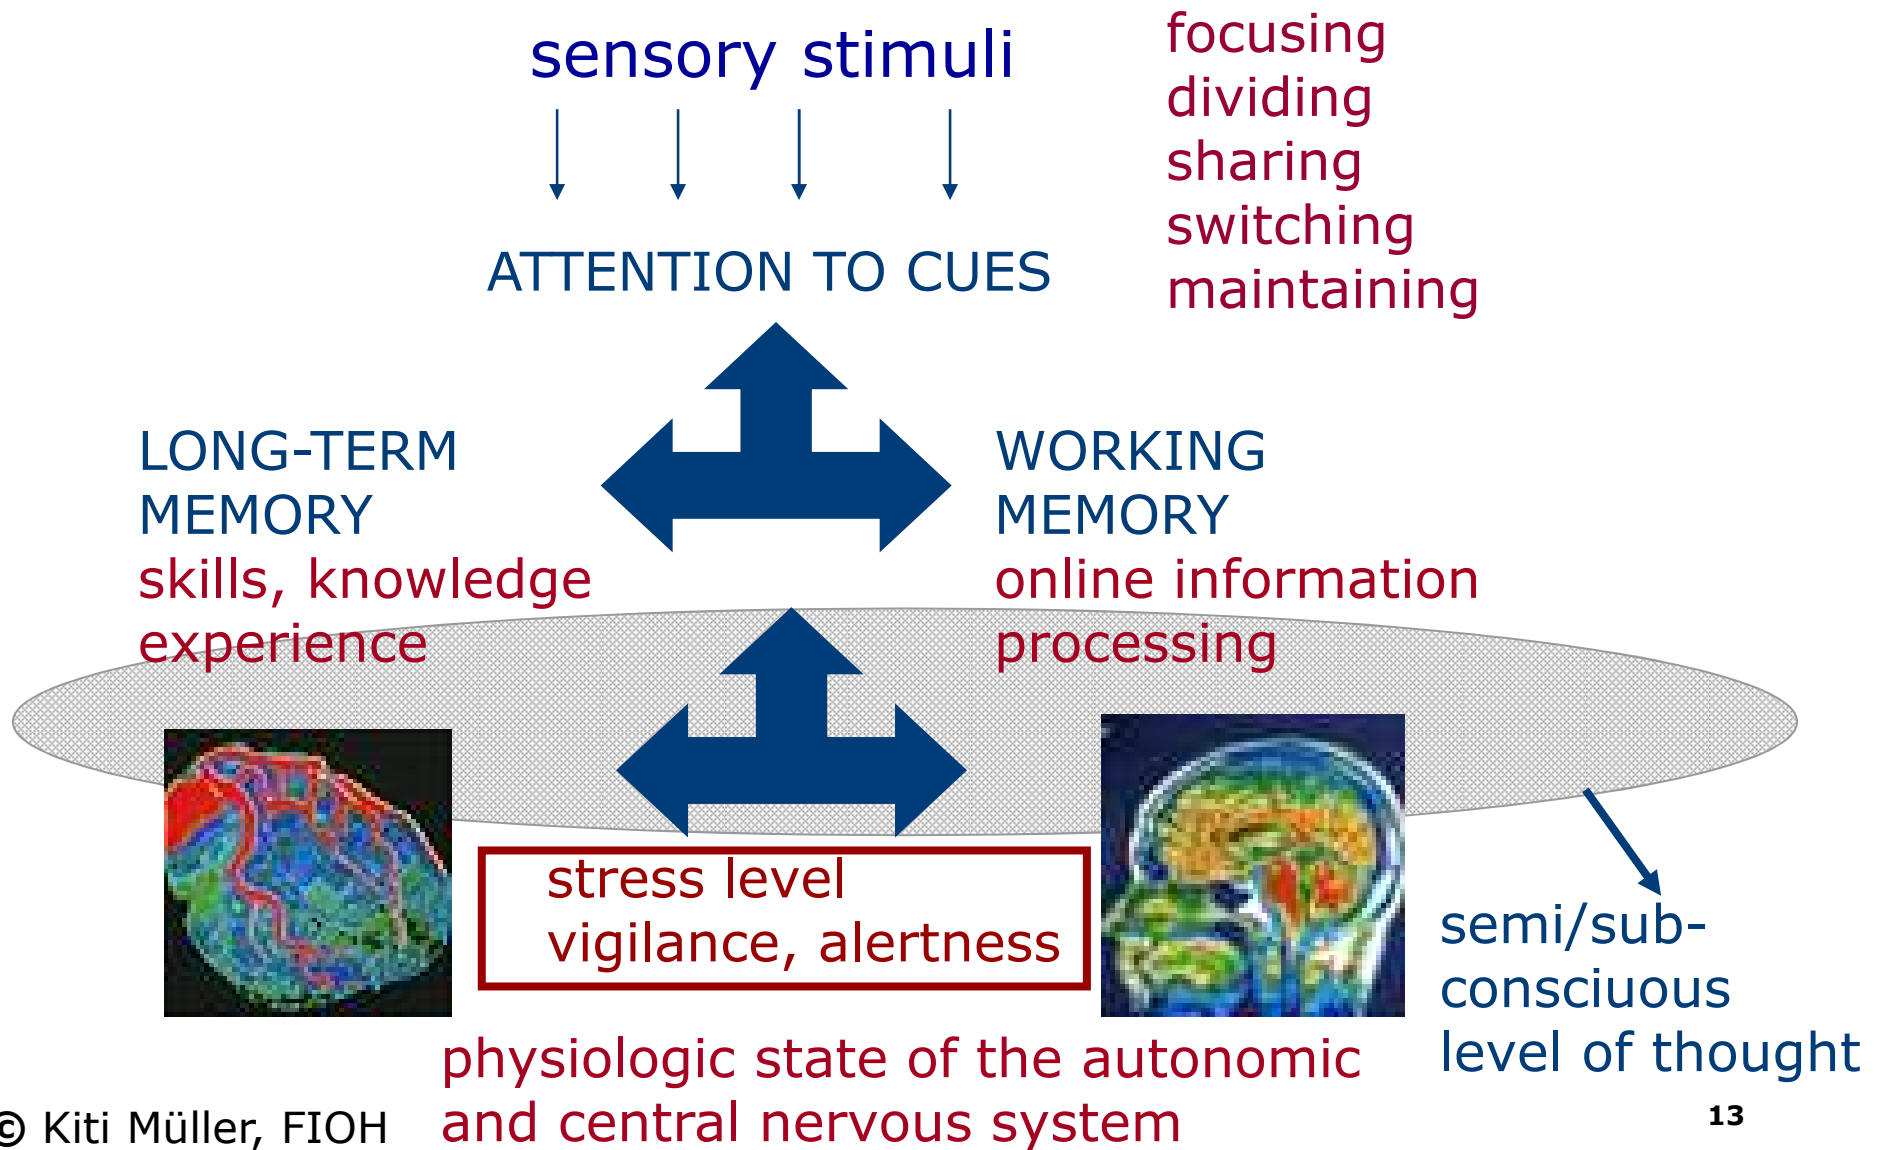 sensory stimuli
focusing
dividing
sharing
switching
maintaining
ATTENTION TO CUES
LONG-TERM
MEMORY
skills, knowledge
experience
WORKING
MEMORY
online information
processing
stress level
vigilance, alertness
semi/sub-
consciuous
level of thought
physiologic state of the autonomic
and central nervous system
© Kiti Müller, FIOH
13